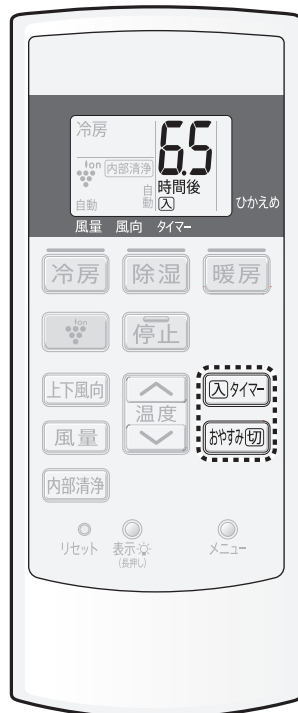 冷房
6.5
Ion
内部清浄
時間後
入
自動
自動
ひかえめ
風量 風向 タイマー
冷房 除湿 暖房
Ion
停止
上下風向
温度
入タイマー
風量
おやすみ切
内部清浄
リセット 表示・
(長押し)
メニュー